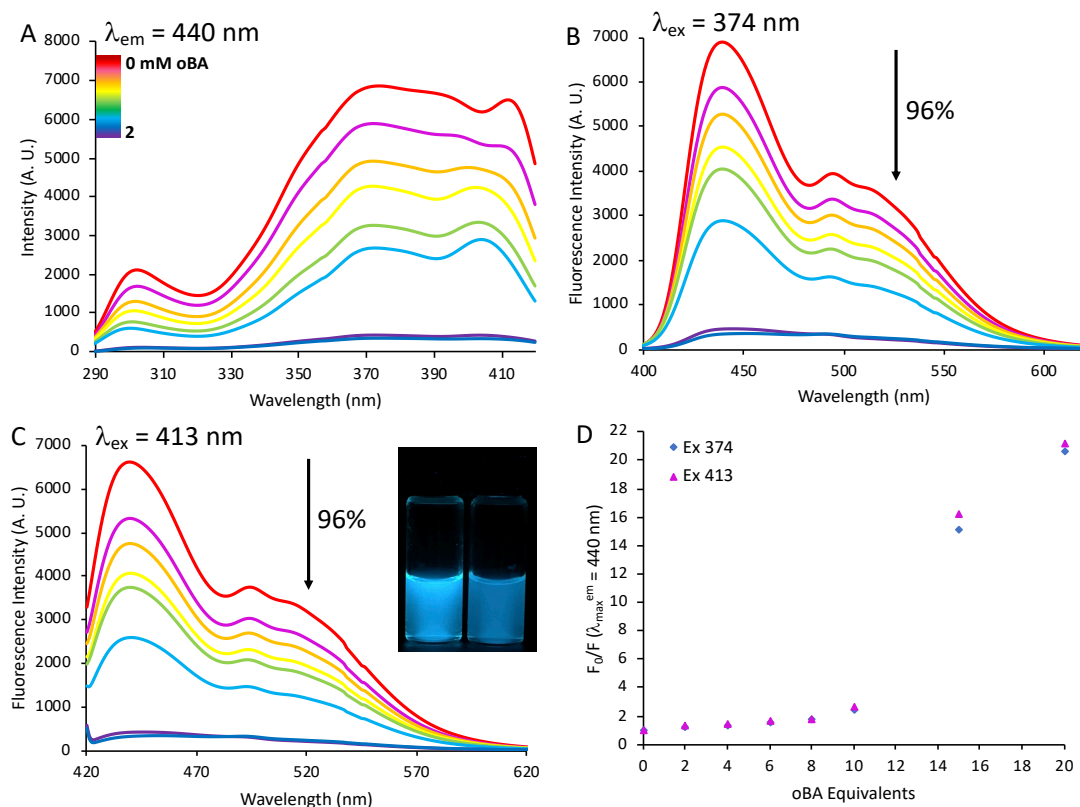 A
λem = 440 nm
8000
7000
6000
5000
4000
3000
2000
1000
0
Intensity (A. U.)
0 mM oBA
2
290 310 330 350 370 390 410
Wavelength (nm)
B
λex = 374 nm
7000
6000
5000
4000
3000
2000
1000
0
Fluorescence Intensity (A. U.)
96%
400 450 500 550 600
Wavelength (nm)
C
λex = 413 nm
7000
6000
5000
4000
3000
2000
1000
0
Fluorescence Intensity (A. U.)
96%
420 470 520 570 620
Wavelength (nm)
D
22
20
18
16
14
12
10
8
6
4
2
0
F0/F (λmax^em = 440 nm)
Ex 374
Ex 413
0 2 4 6 8 10 12 14 16 18 20
oBA Equivalents